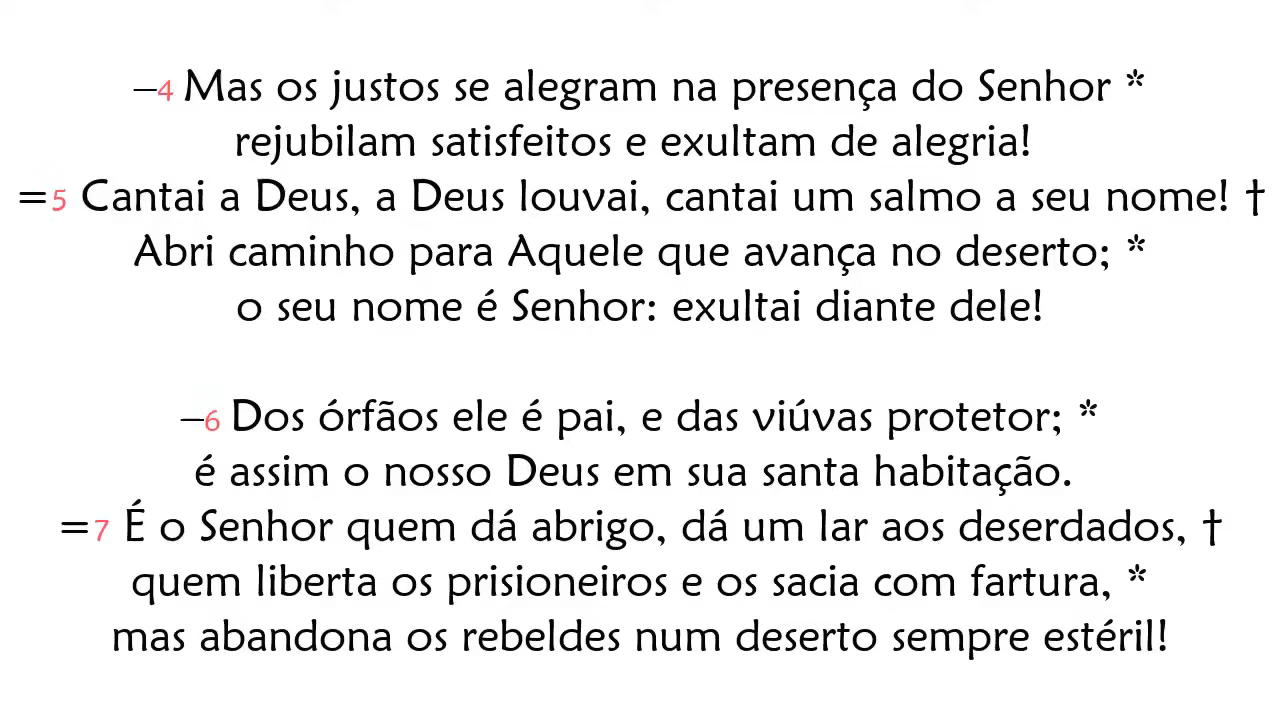 –4 Mas os justos se alegram na presença do Senhor *
rejubilam satisfeitos e exultam de alegria!
=5 Cantai a Deus, a Deus louvai, cantai um salmo a seu nome! †
Abri caminho para Aquele que avança no deserto; *
o seu nome é Senhor: exultai diante dele!
–6 Dos órfãos ele é pai, e das viúvas protetor; *
é assim o nosso Deus em sua santa habitação.
=7 É o Senhor quem dá abrigo, dá um lar aos deserdados, †
quem liberta os prisioneiros e os sacia com fartura, *
mas abandona os rebeldes num deserto sempre estéril!